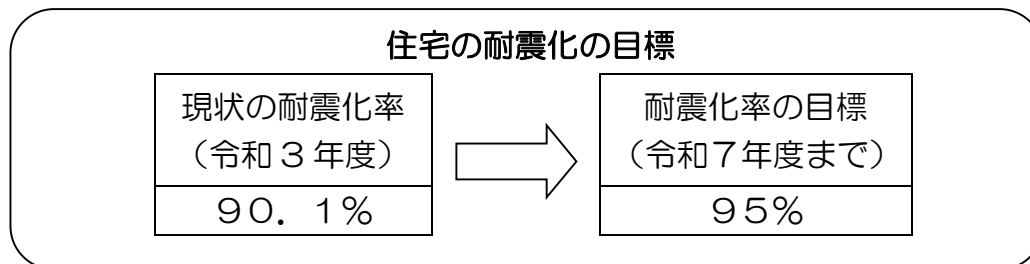 住宅の耐震化の目標
現状の耐震化率
（令和３年度）
９０．１％
耐震化率の目標
（令和７年度まで）
９５％